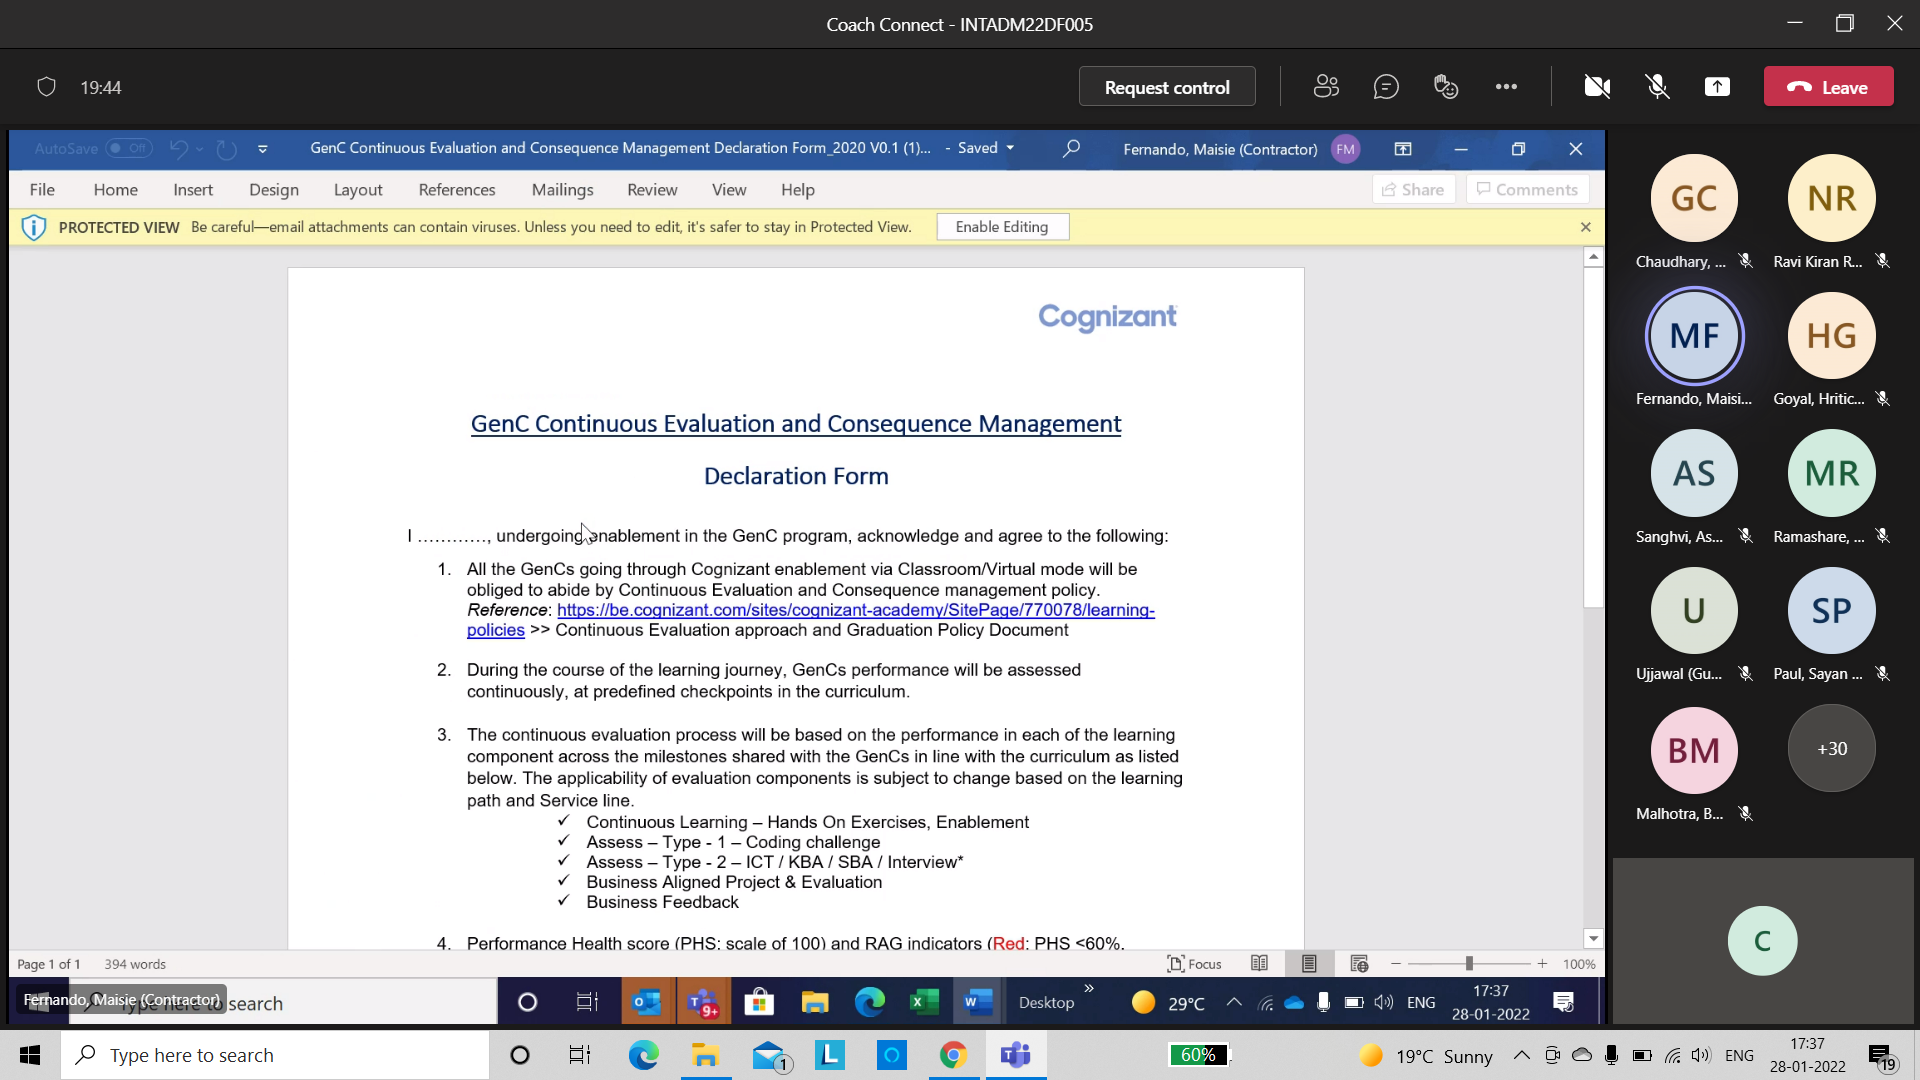 Coach Connect - INTADM22DF005
19:44
Request control
Leave
AutoSave Off
GenC Continuous Evaluation and Consequence Management Declaration Form_2020 V0.1 (1)... - Saved
Fernando, Maisie (Contractor) FM
File Home Insert Design Layout References Mailings Review View Help Share Comments
PROTECTED VIEW Be careful—email attachments can contain viruses. Unless you need to edit, it's safer to stay in Protected View. Enable Editing
Cognizant
GenC Continuous Evaluation and Consequence Management
Declaration Form
I …………, undergoing enablement in the GenC program, acknowledge and agree to the following:
1. All the GenCs going through Cognizant enablement via Classroom/Virtual mode will be
obliged to abide by Continuous Evaluation and Consequence management policy.
Reference: https://be.cognizant.com/sites/cognizant-academy/SitePage/770078/learning-
policies >> Continuous Evaluation approach and Graduation Policy Document
2. During the course of the learning journey, GenCs performance will be assessed
continuously, at predefined checkpoints in the curriculum.
3. The continuous evaluation process will be based on the performance in each of the learning
component across the milestones shared with the GenCs in line with the curriculum as listed
below. The applicability of evaluation components is subject to change based on the learning
path and Service line.
✓ Continuous Learning – Hands On Exercises, Enablement
✓ Assess – Type - 1 – Coding challenge
✓ Assess – Type - 2 – ICT / KBA / SBA / Interview*
✓ Business Aligned Project & Evaluation
✓ Business Feedback
4. Performance Health score (PHS: scale of 100) and RAG indicators (Red: PHS <60%,
Page 1 of 1 394 words
Focus
100%
Fernando, Maisie (Contractor)
Type here to search
9+
Desktop
29°C
ENG
17:37
28-01-2022
GC NR
Chaudhary, ... Ravi Kiran R...
MF HG
Fernando, Maisi... Goyal, Hritic...
AS MR
Sanghvi, As... Ramashare, ...
U SP
Ujjawal (Gu... Paul, Sayan ...
BM +30
Malhotra, B...
C
Type here to search
1
L
60%
19°C Sunny
ENG
17:37
28-01-2022
19